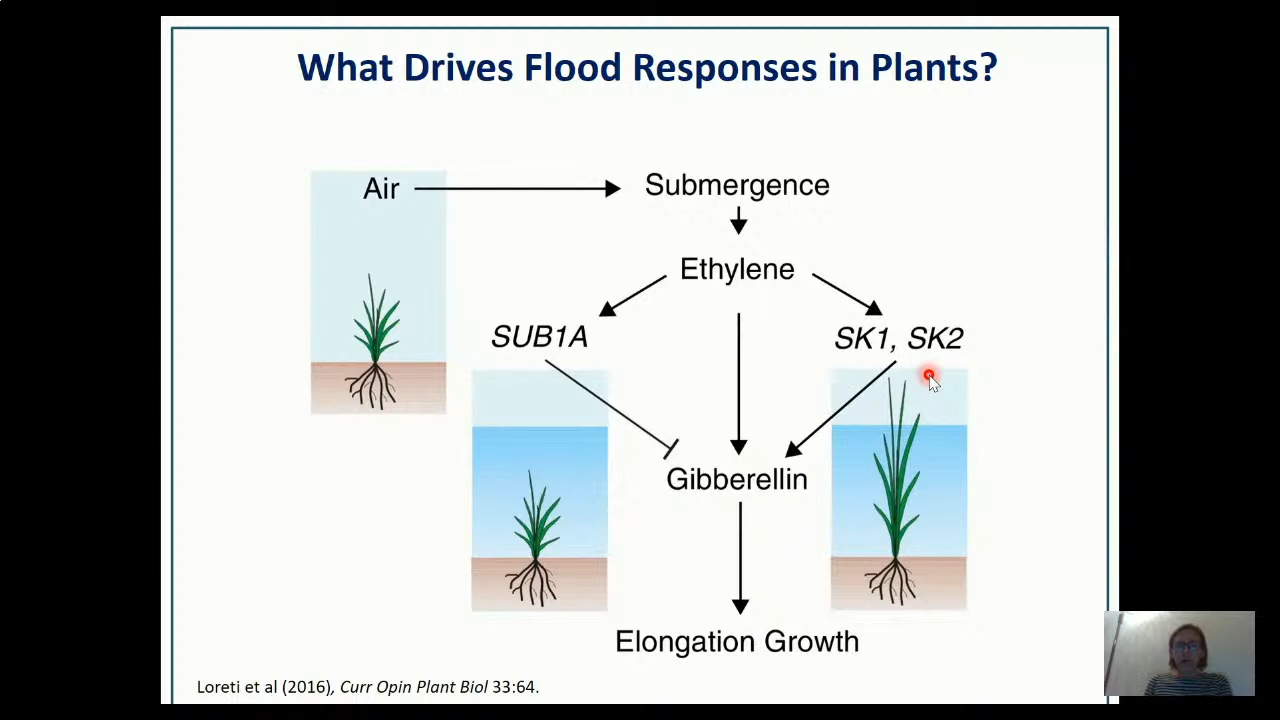 What Drives Flood Responses in Plants?
Air
Submergence
Ethylene
SUB1A
SK1, SK2
Gibberellin
Elongation Growth
Loreti et al (2016), Curr Opin Plant Biol 33:64.